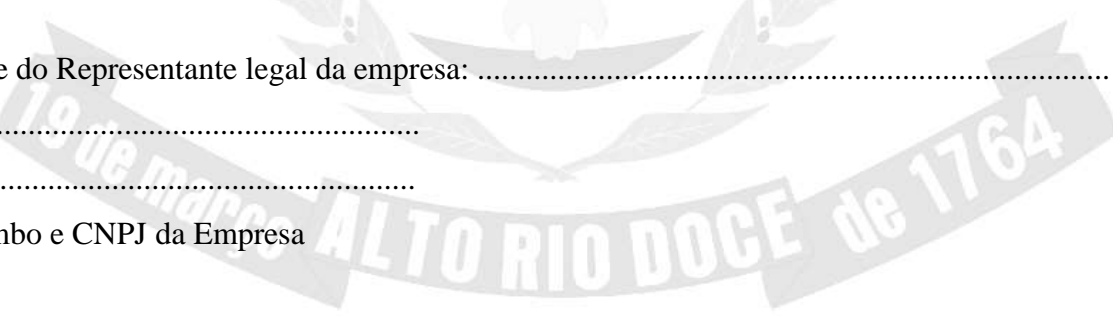 e do Representante legal da empresa: ................................................................................
......................................................
.....................................................
nbo e CNPJ da Empresa
19 de março ALTO RIO DOCE de 1764